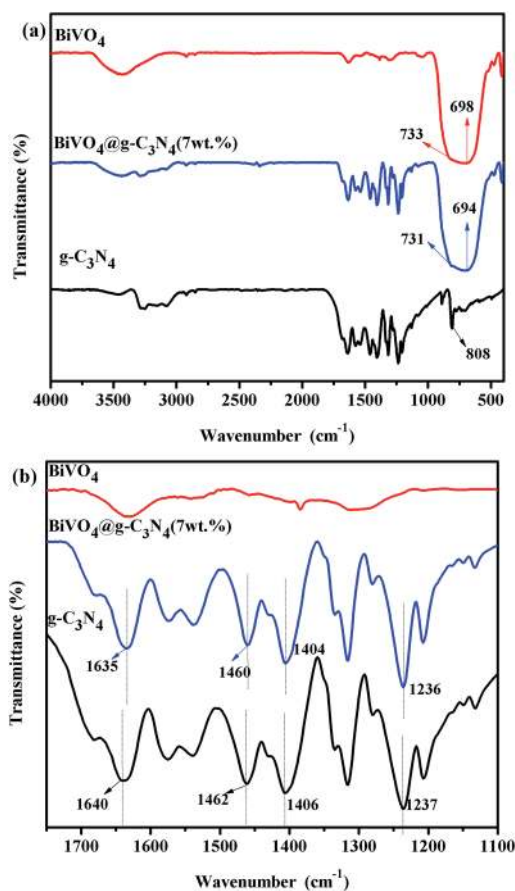 (a)
BiVO₄
698
733
BiVO₄@g-C₃N₄(7wt.%)
694
731
g-C₃N₄
808
Transmittance (%)
4000 3500 3000 2500 2000 1500 1000 500
Wavenumber (cm⁻¹)
(b)
BiVO₄
BiVO₄@g-C₃N₄(7wt.%)
g-C₃N₄
1635
1460
1404
1236
1640
1462
1406
1237
Transmittance (%)
1700 1600 1500 1400 1300 1200 1100
Wavenumber (cm⁻¹)